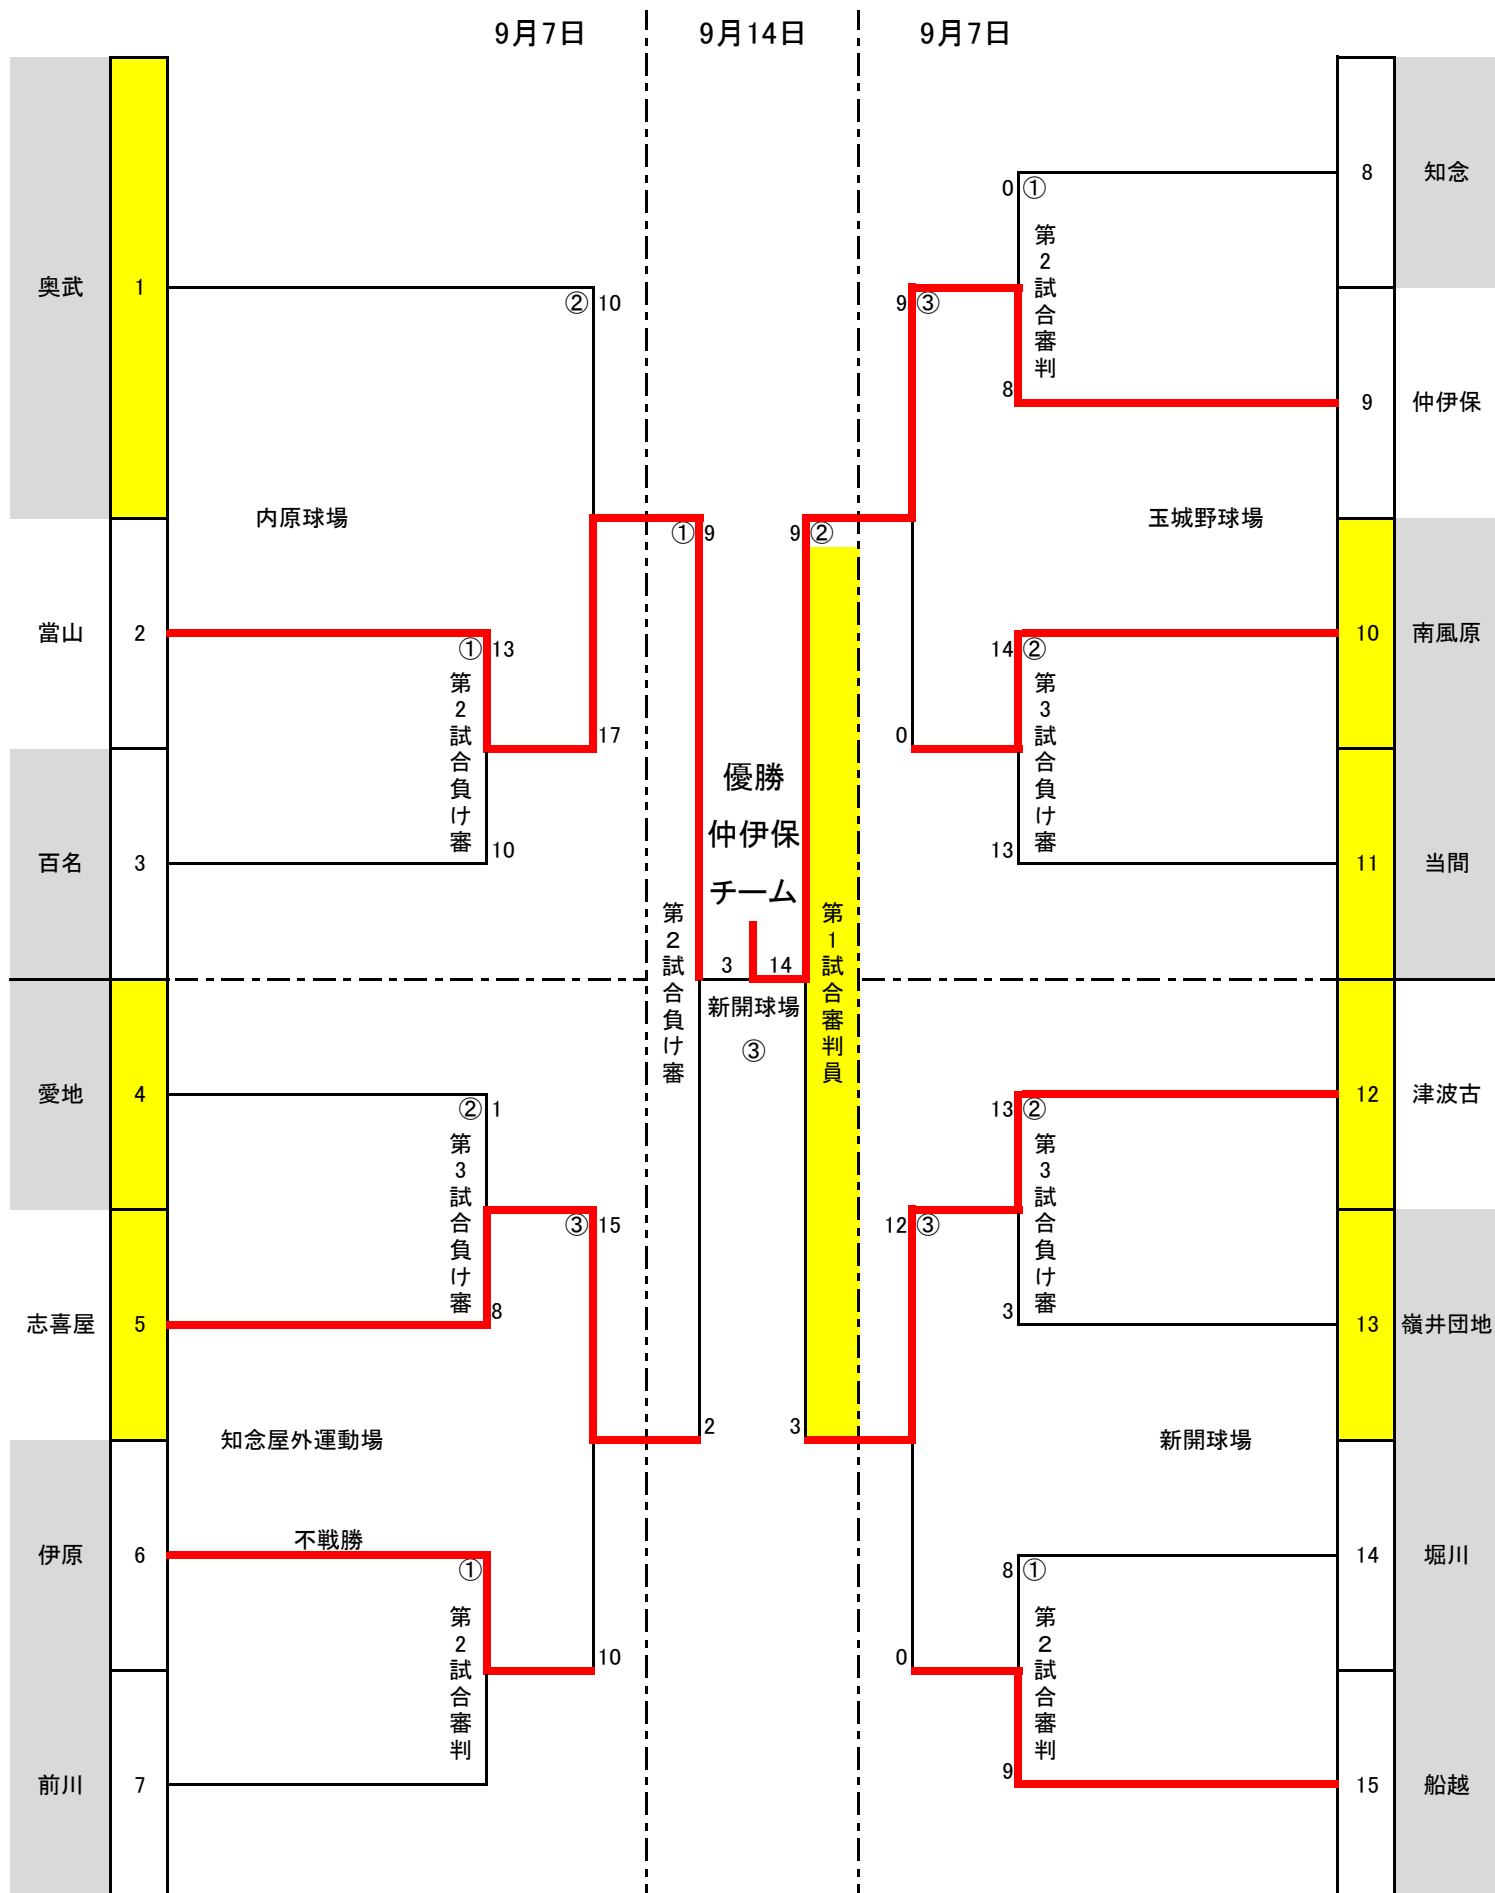 9月7日
9月14日
9月7日
奥武
1
② 10
内原球場
當山
2
① 13
第2試合負け審
17
10
百名
3
愛地
4
② 1
第3試合負け審
③ 15
8
志喜屋
5
知念屋外運動場
伊原
6
不戦勝
①
第2試合審判
10
前川
7
① 9
第2試合負け審
2
優勝
仲伊保
チーム
3
14
新開球場
③
9 ②
第1試合審判員
3
8
知念
0 ①
第2試合審判
9 ③
8
9
仲伊保
玉城野球場
10
南風原
14 ②
第3試合負け審
0
13
11
当間
12
津波古
13 ②
第3試合負け審
12 ③
3
13
嶺井団地
新開球場
14
堀川
8 ①
第2試合審判
0
9
15
船越